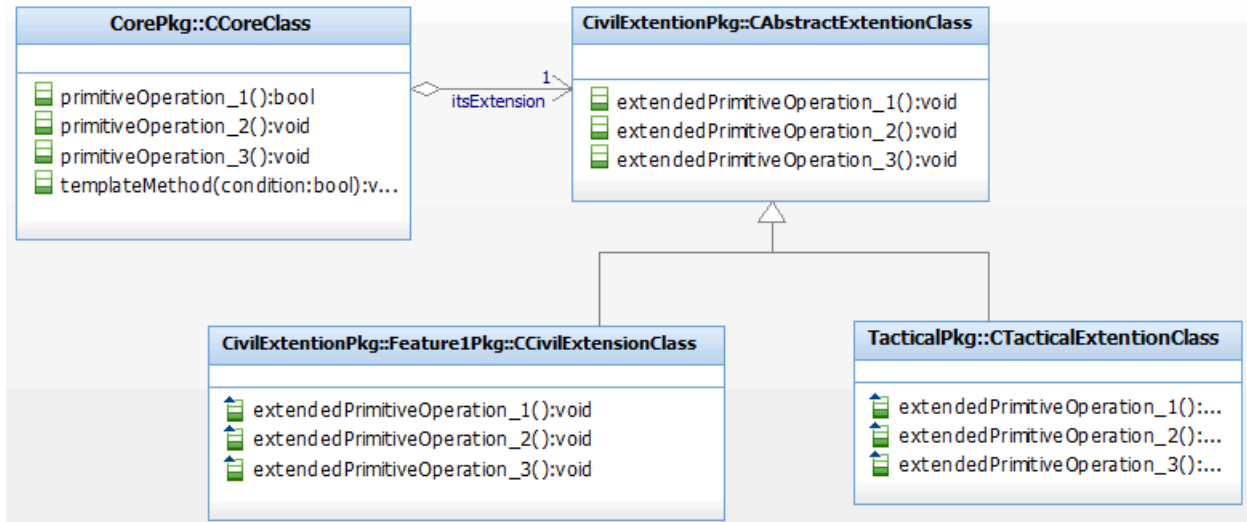 CorePkg::CCoreClass
primitiveOperation_1():bool
primitiveOperation_2():void
primitiveOperation_3():void
templateMethod(condition:bool):v...
1
itsExtension
CivilExtentionPkg::CAbstractExtentionClass
extendedPrimitiveOperation_1():void
extendedPrimitiveOperation_2():void
extendedPrimitiveOperation_3():void
CivilExtentionPkg::Feature1Pkg::CCivilExtensionClass
extendedPrimitiveOperation_1():void
extendedPrimitiveOperation_2():void
extendedPrimitiveOperation_3():void
TacticalPkg::CTacticalExtentionClass
extendedPrimitiveOperation_1():...
extendedPrimitiveOperation_2():...
extendedPrimitiveOperation_3():...